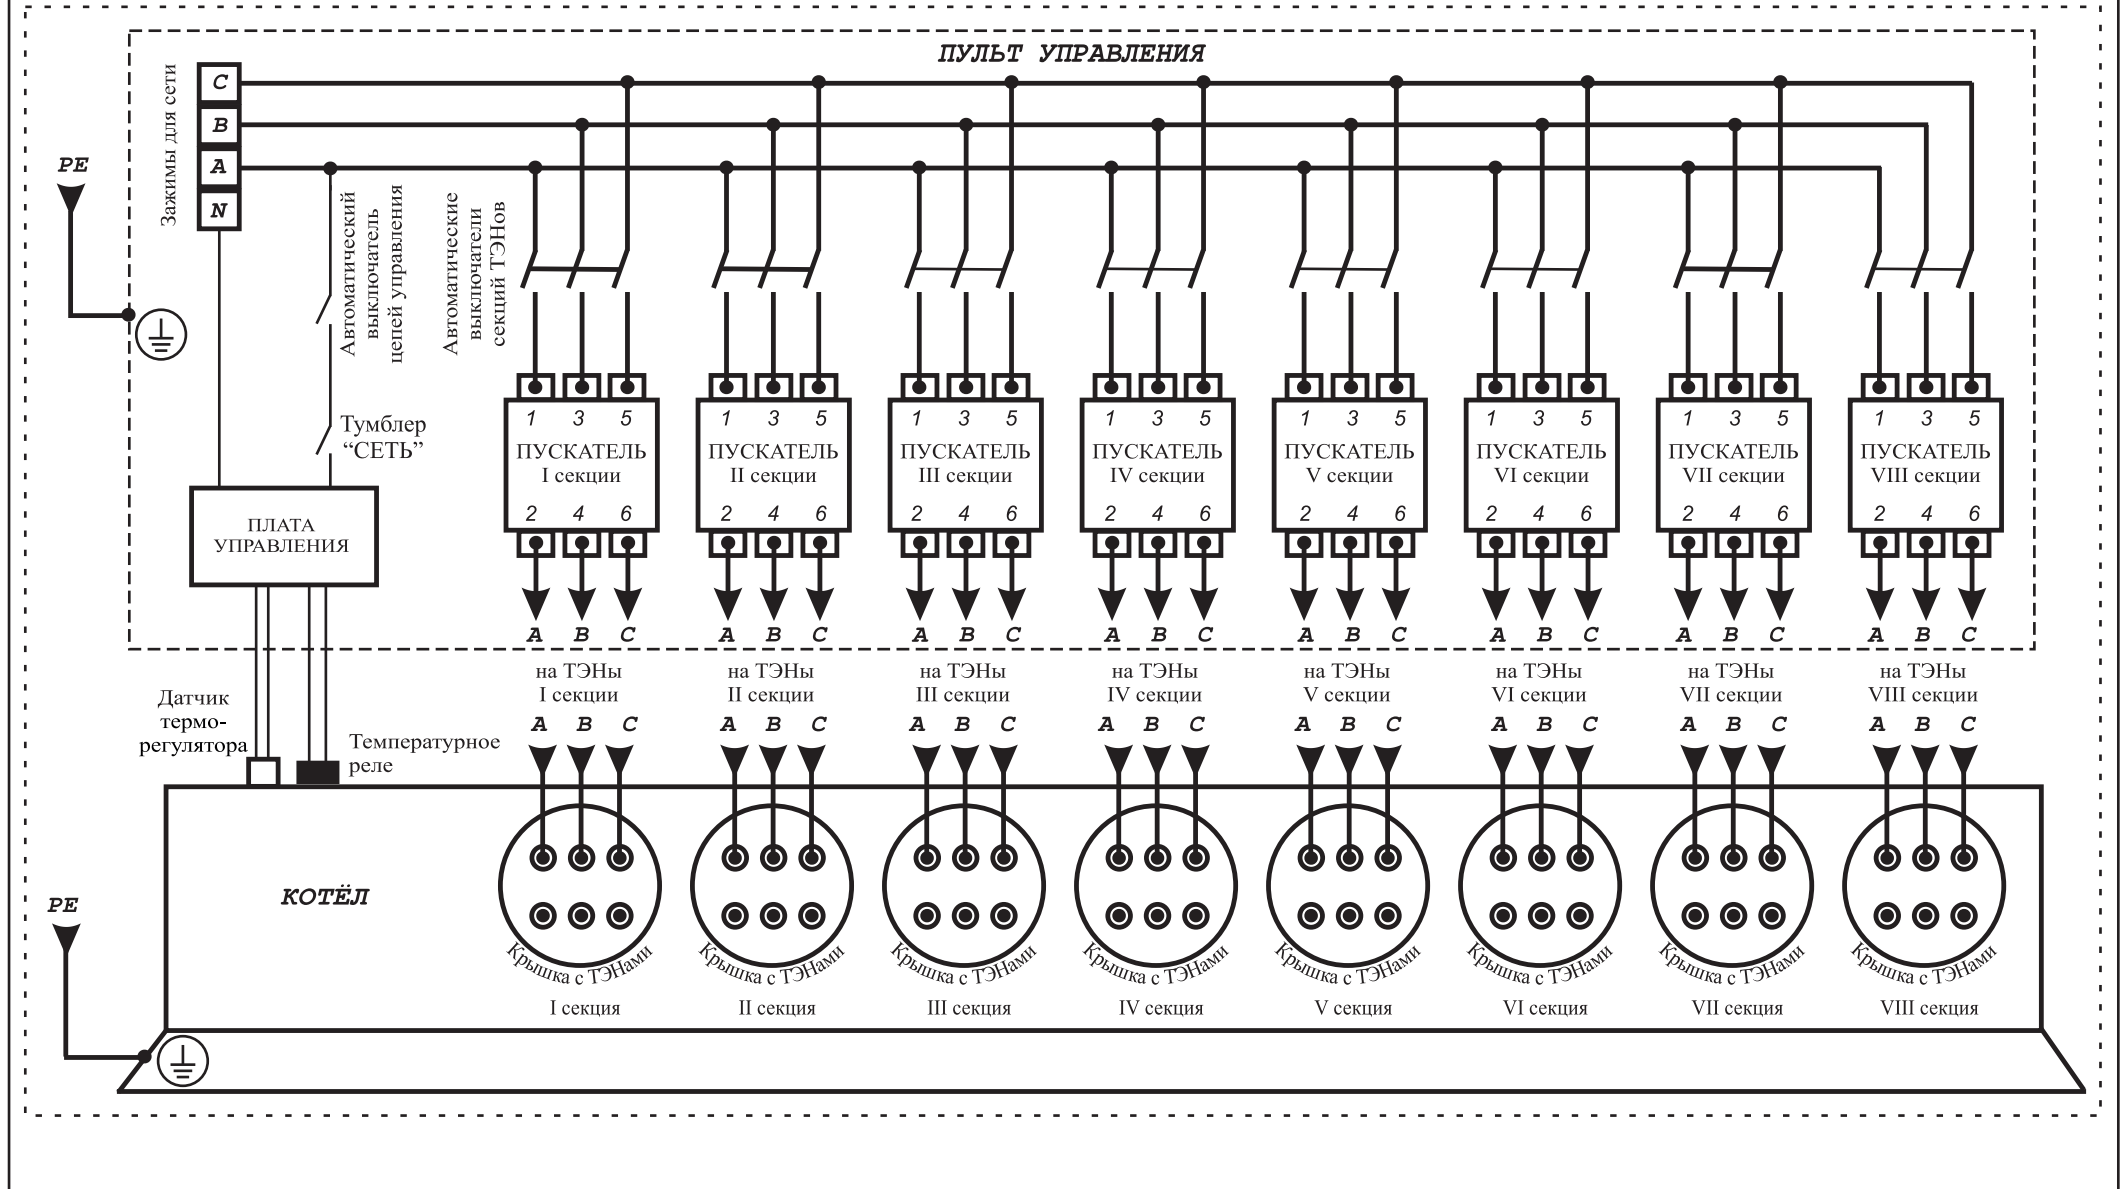 ПУЛЬТ УПРАВЛЕНИЯ
Зажимы для сети
C
B
A
N
PE
Автоматический
выключатель
цепей управления
Автоматические
выключатели
секций ТЭНов
Тумблер
“СЕТЬ”
ПЛАТА
УПРАВЛЕНИЯ
1 3 5 1 3 5 1 3 5 1 3 5 1 3 5 1 3 5 1 3 5 1 3 5
ПУСКАТЕЛЬ ПУСКАТЕЛЬ ПУСКАТЕЛЬ ПУСКАТЕЛЬ ПУСКАТЕЛЬ ПУСКАТЕЛЬ ПУСКАТЕЛЬ ПУСКАТЕЛЬ
I секции II секции III секции IV секции V секции VI секции VII секции VIII секции
2 4 6 2 4 6 2 4 6 2 4 6 2 4 6 2 4 6 2 4 6 2 4 6
A B C A B C A B C A B C A B C A B C A B C A B C
на ТЭНы на ТЭНы на ТЭНы на ТЭНы на ТЭНы на ТЭНы на ТЭНы на ТЭНы
I секции II секции III секции IV секции V секции VI секции VII секции VIII секции
A B C A B C A B C A B C A B C A B C A B C A B C
Датчик
термо-
регулятора
Температурное
реле
КОТЁЛ
PE
Крышка с ТЭНами Крышка с ТЭНами Крышка с ТЭНами Крышка с ТЭНами Крышка с ТЭНами Крышка с ТЭНами Крышка с ТЭНами Крышка с ТЭНами
I секция II секция III секция IV секция V секция VI секция VII секция VIII секция